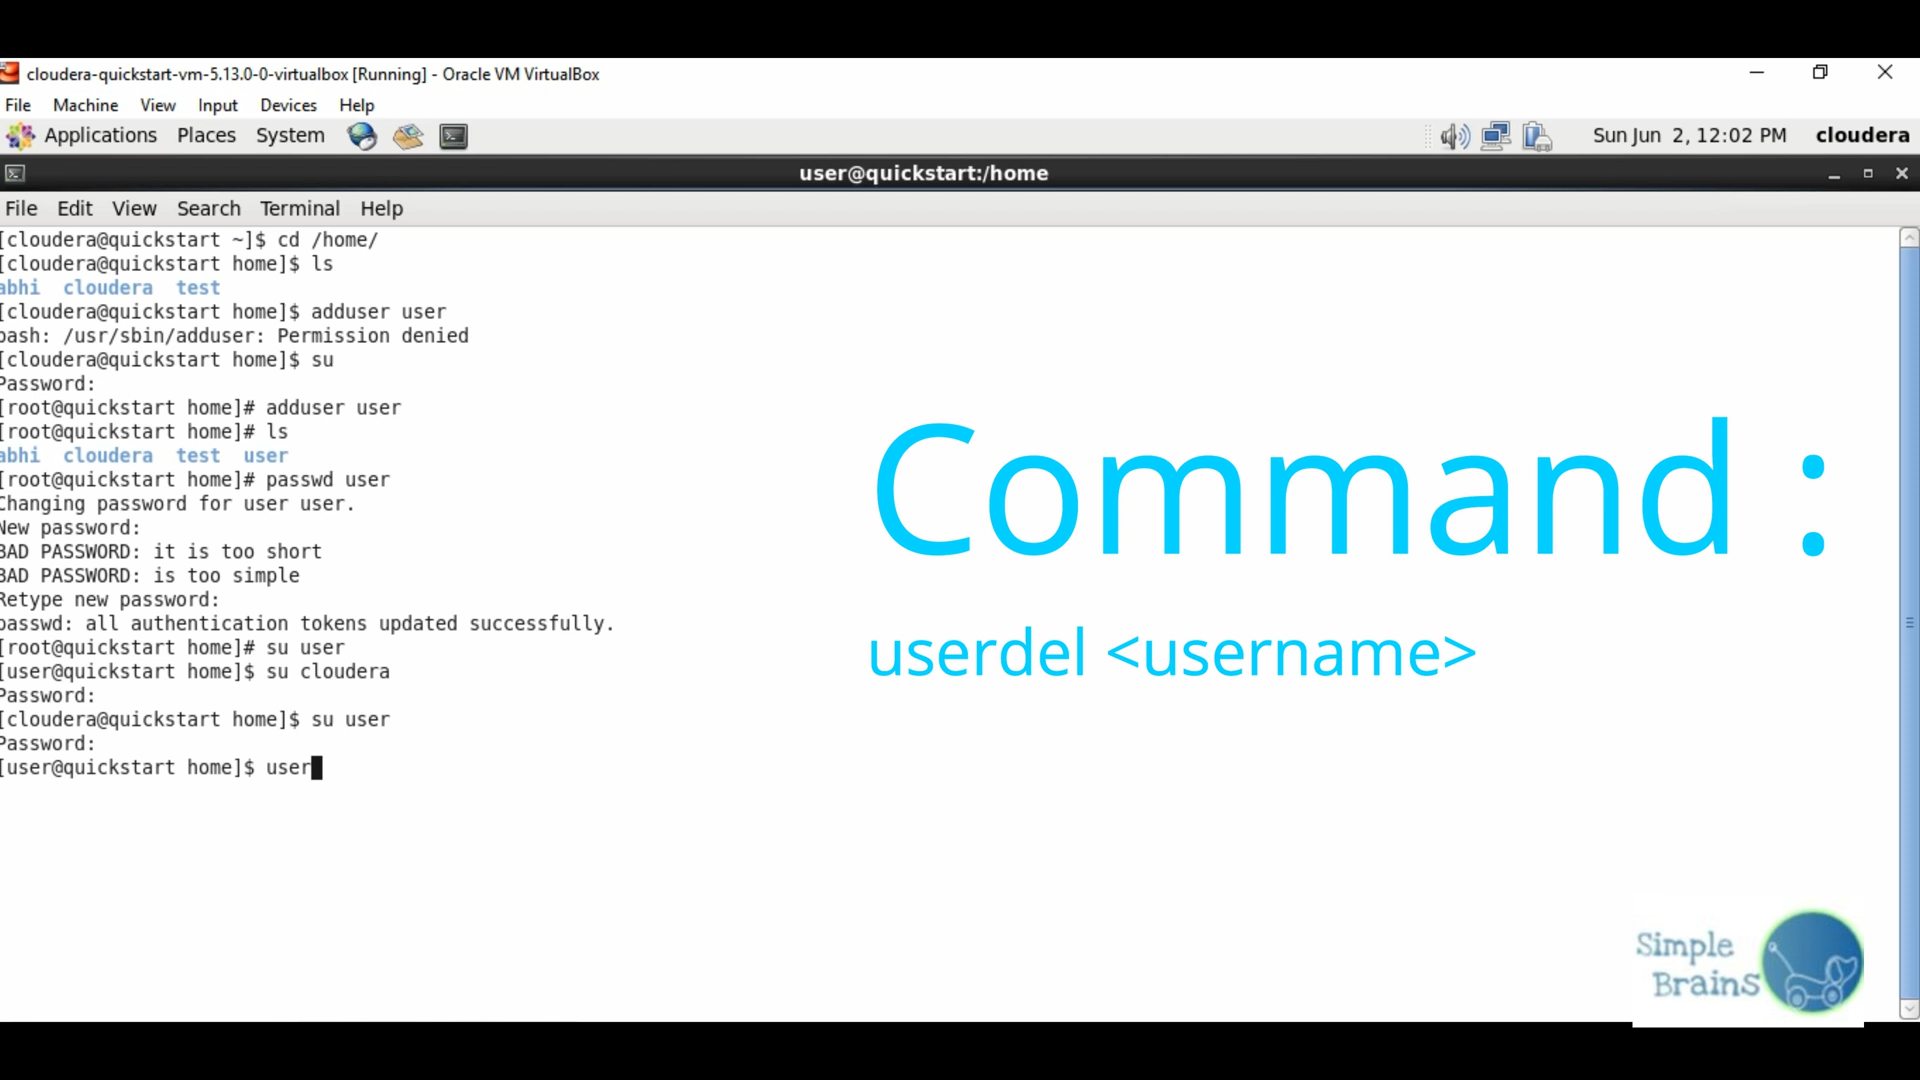 cloudera-quickstart-vm-5.13.0-0-virtualbox [Running] - Oracle VM VirtualBox
File Machine View Input Devices Help
Applications Places System Sun Jun 2, 12:02 PM cloudera
user@quickstart:/home
File Edit View Search Terminal Help
[cloudera@quickstart ~]$ cd /home/
[cloudera@quickstart home]$ ls
abhi cloudera test
[cloudera@quickstart home]$ adduser user
bash: /usr/sbin/adduser: Permission denied
[cloudera@quickstart home]$ su
Password:
[root@quickstart home]# adduser user
[root@quickstart home]# ls
abhi cloudera test user
[root@quickstart home]# passwd user
Changing password for user user.
New password:
BAD PASSWORD: it is too short
BAD PASSWORD: is too simple
Retype new password:
passwd: all authentication tokens updated successfully.
[root@quickstart home]# su user
[user@quickstart home]$ su cloudera
Password:
[cloudera@quickstart home]$ su user
Password:
[user@quickstart home]$ user
Command :
userdel <username>
Simple
Brains